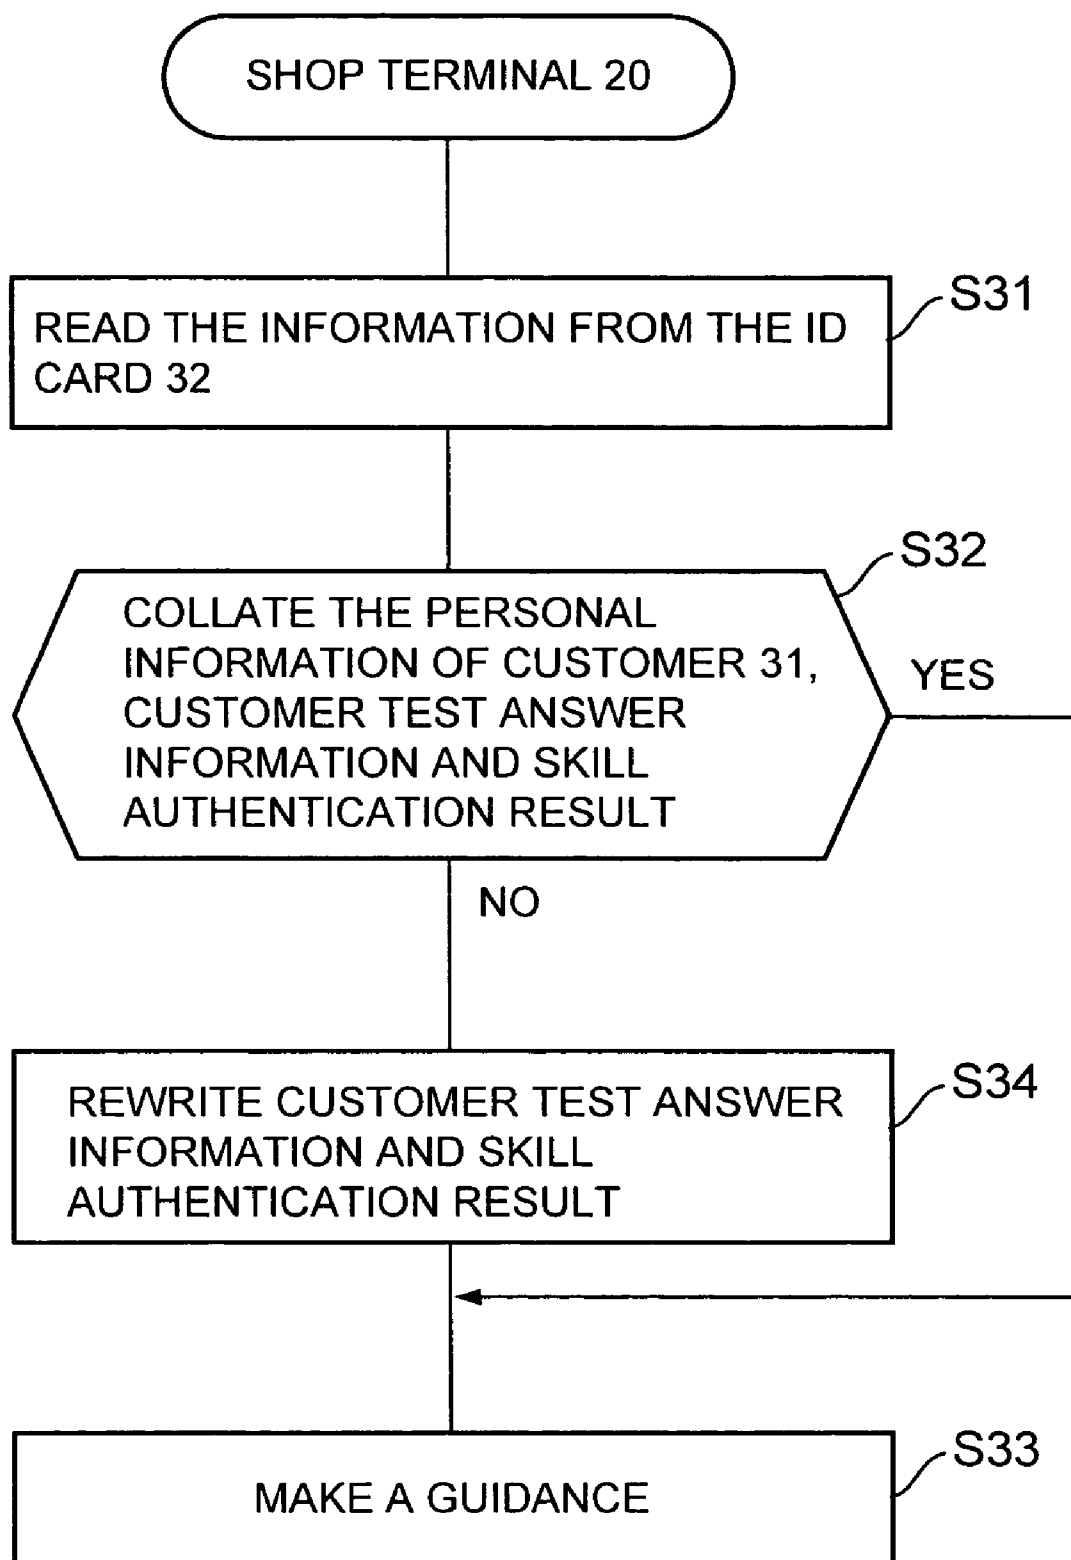 SHOP TERMINAL 20
READ THE INFORMATION FROM THE ID
CARD 32
S31
COLLATE THE PERSONAL
INFORMATION OF CUSTOMER 31,
CUSTOMER TEST ANSWER
INFORMATION AND SKILL
AUTHENTICATION RESULT
S32
YES
NO
REWRITE CUSTOMER TEST ANSWER
INFORMATION AND SKILL
AUTHENTICATION RESULT
S34
MAKE A GUIDANCE
S33